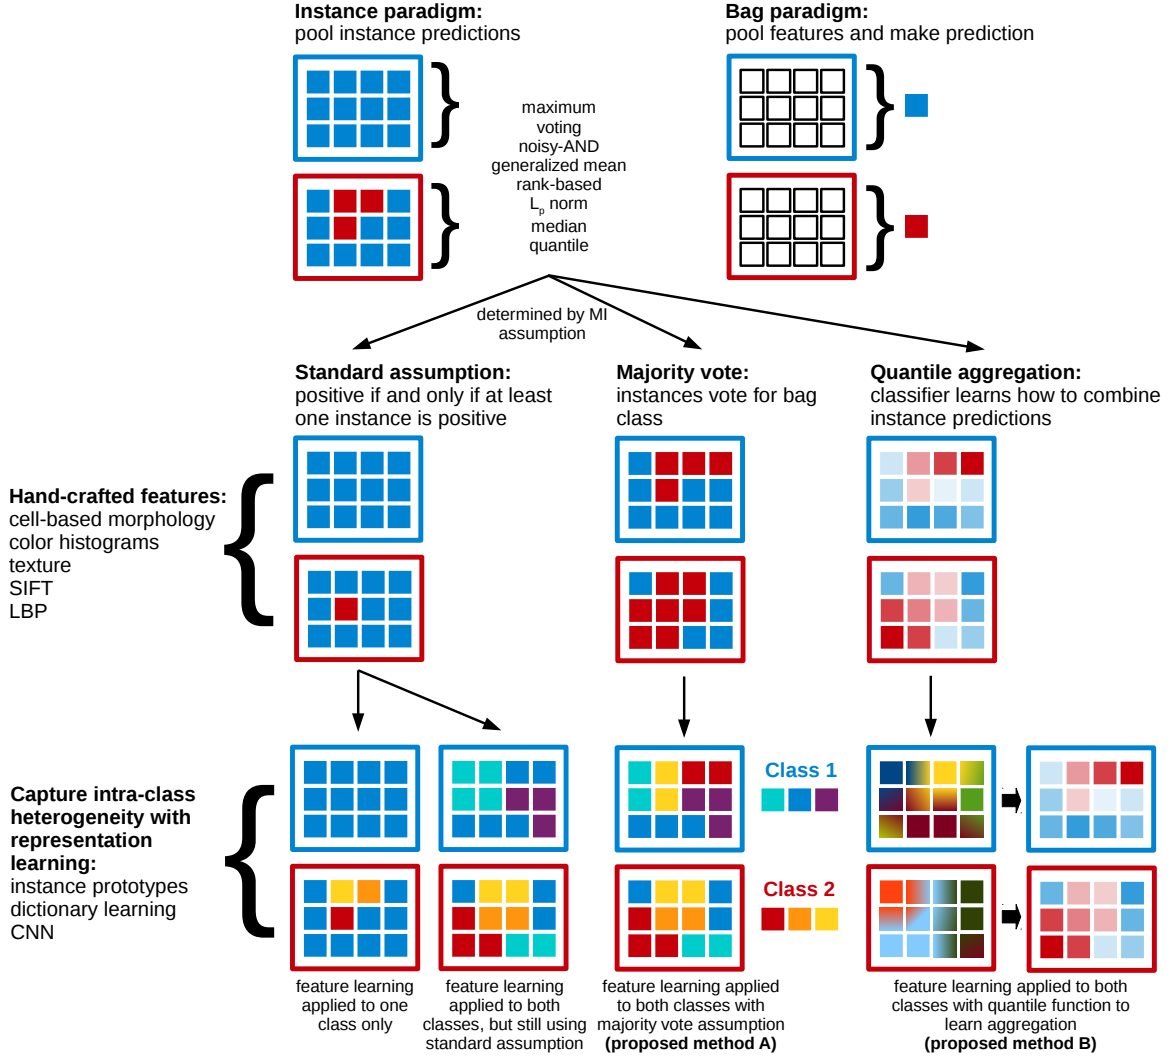 Instance paradigm:
pool instance predictions
Bag paradigm:
pool features and make prediction
maximum
voting
noisy-AND
generalized mean
rank-based
Lp norm
median
quantile
determined by MI
assumption
Standard assumption:
positive if and only if at least
one instance is positive
Majority vote:
instances vote for bag
class
Quantile aggregation:
classifier learns how to combine
instance predictions
Hand-crafted features:
cell-based morphology
color histograms
texture
SIFT
LBP
Capture intra-class
heterogeneity with
representation
learning:
instance prototypes
dictionary learning
CNN
Class 1
Class 2
feature learning
applied to one
class only
feature learning
applied to both
classes, but still using
standard assumption
feature learning applied
to both classes with
majority vote assumption
(proposed method A)
feature learning applied to both
classes with quantile function to
learn aggregation
(proposed method B)